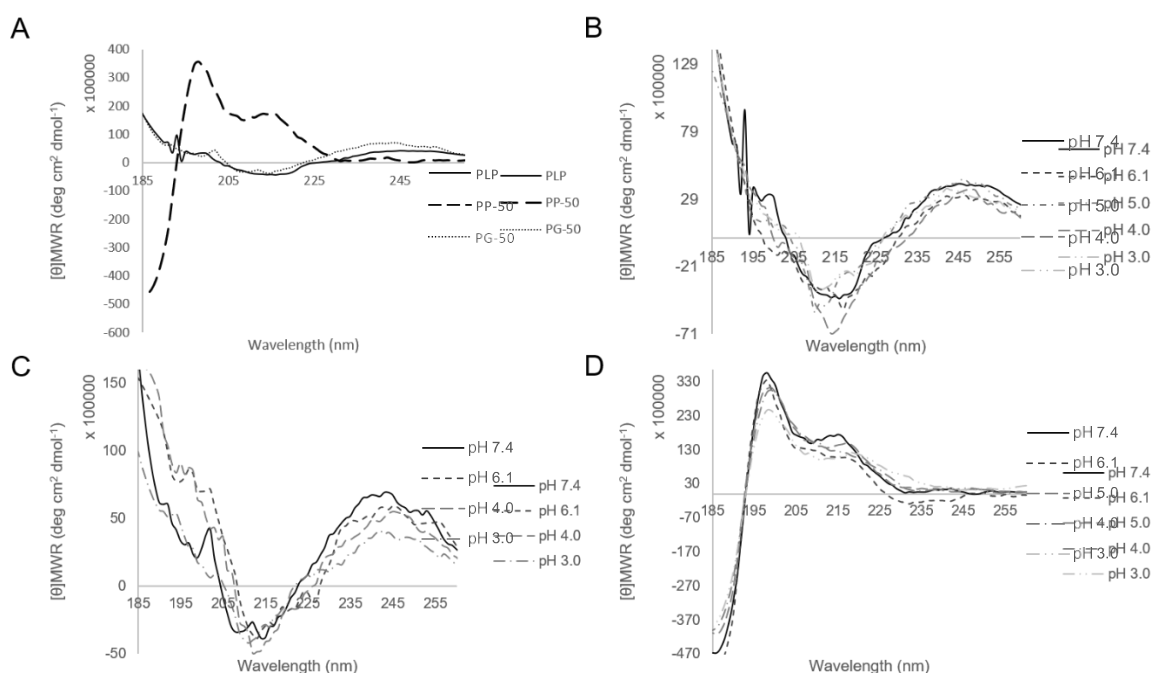 A
[θ]MWR (deg cm² dmol⁻¹)
x 100000
400
300
200
100
0
-100
-200
-300
-400
-500
-600
185 205 225 245
Wavelength (nm)
PLP
PP-50
PG-50
PLP
PP-50
PG-50
B
[θ]MWR (deg cm² dmol⁻¹)
x 100000
129
79
29
-21
-71
185 195 205 215 225 235 245 255
Wavelength (nm)
pH 7.4
pH 6.1
pH 5.0
pH 4.0
pH 3.0
pH 7.4
pH 6.1
pH 5.0
pH 4.0
pH 3.0
C
[θ]MWR (deg cm² dmol⁻¹)
x 100000
150
100
50
0
-50
185 195 205 215 225 235 245 255
Wavelength (nm)
pH 7.4
pH 6.1
pH 4.0
pH 3.0
pH 7.4
pH 6.1
pH 4.0
pH 3.0
D
[θ]MWR (deg cm² dmol⁻¹)
x 100000
330
230
130
30
-70
-170
-270
-370
-470
185 195 205 215 225 235 245 255
Wavelength (nm)
pH 7.4
pH 6.1
pH 5.0
pH 4.0
pH 3.0
pH 7.4
pH 6.1
pH 5.0
pH 4.0
pH 3.0